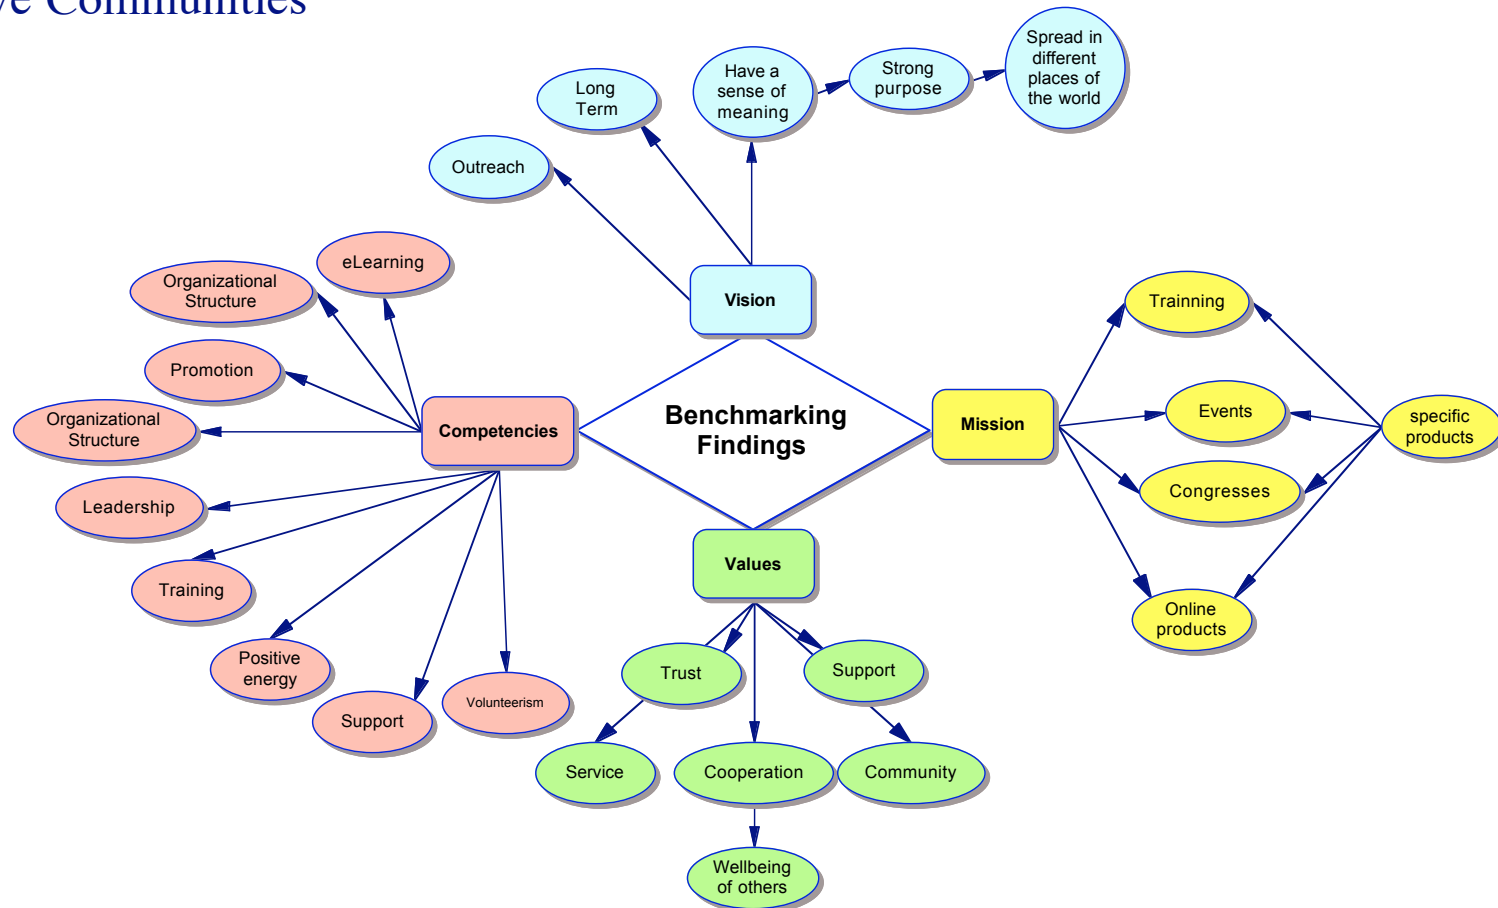 Communities
Spread in
different
places of
the world
Have a
sense of
meaning
Strong
purpose
Long
Term
Outreach
Vision
eLearning
Organizational
Structure
Promotion
Organizational
Structure
Competencies
Leadership
Training
Positive
energy
Support
Volunteerism
Benchmarking
Findings
Mission
Trainning
Events
Congresses
Online
products
specific
products
Values
Trust
Support
Service
Cooperation
Community
Wellbeing
of others